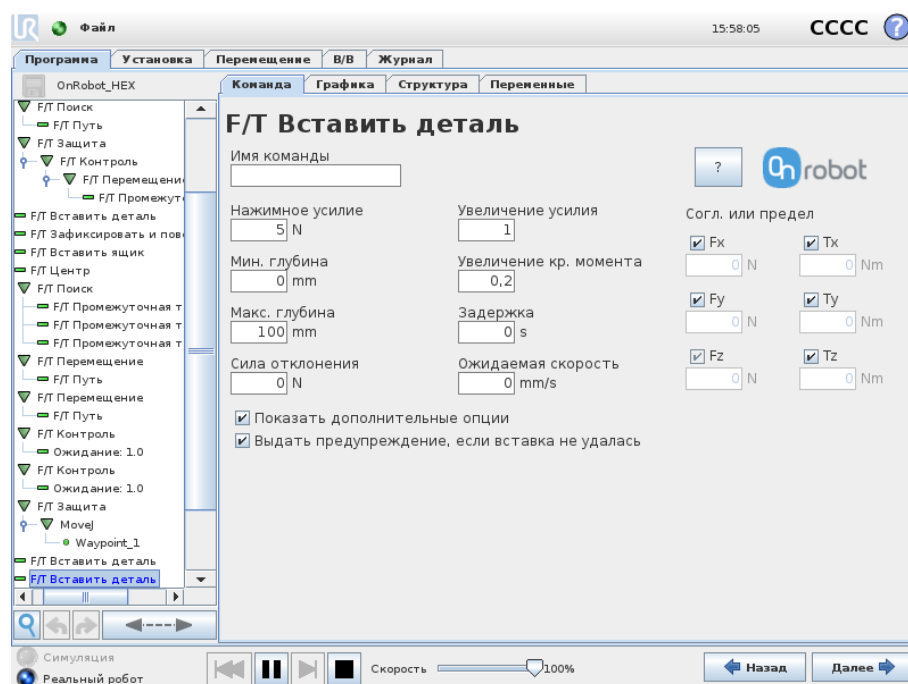 Файл
15:58:05
CCCC
?
Программа
Установка
Перемещение
В/В
Журнал
OnRobot_HEX
Команда
Графика
Структура
Переменные
F/T Поиск
F/T Путь
F/T Защита
F/T Контроль
F/T Перемещени
F/T Промежут
F/T Вставить деталь
F/T Зафиксировать и пов
F/T Вставить ящик
F/T Центр
F/T Поиск
F/T Промежуточная т
F/T Промежуточная т
F/T Промежуточная т
F/T Перемещение
F/T Путь
F/T Перемещение
F/T Путь
F/T Контроль
Ожидание: 1.0
F/T Контроль
Ожидание: 1.0
F/T Защита
MoveJ
Waypoint_1
F/T Вставить деталь
F/T Вставить деталь
F/T Вставить деталь
Имя команды
?
On robot
Нажимное усилие
5 N
Увеличение усилия
1
Согл. или предел
Fx
0 N
Tx
0 Nm
Мин. глубина
0 mm
Увеличение кр. момента
0,2
Fy
0 N
Ty
0 Nm
Макс. глубина
100 mm
Задержка
0 s
Fz
0 N
Tz
0 Nm
Сила отклонения
0 N
Ожидаемая скорость
0 mm/s
Показать дополнительные опции
Выдать предупреждение, если вставка не удалась
Симуляция
Реальный робот
Скорость
100%
Назад
Далее